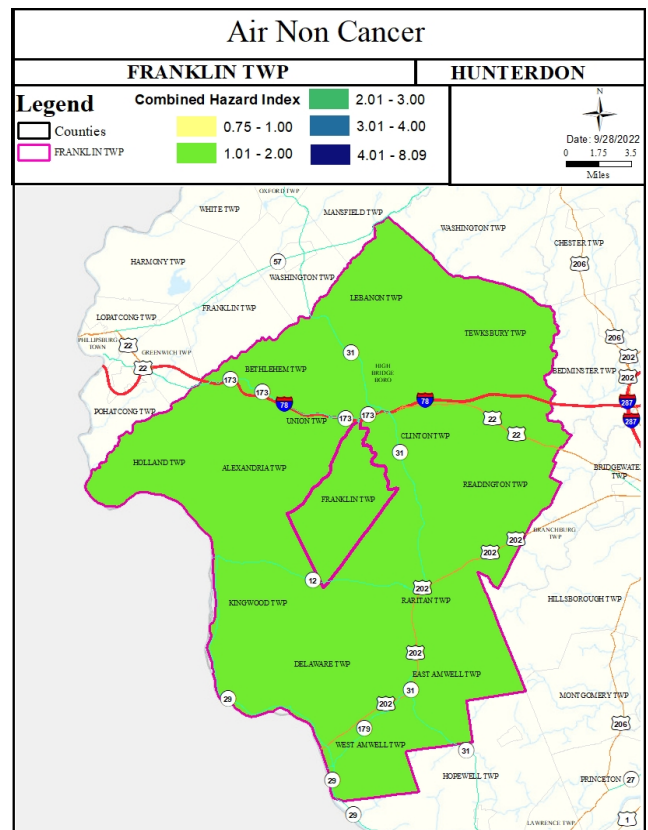 Air Non Cancer
FRANKLIN TWP
HUNTERDON
Legend
Counties
FRANKLIN TWP
Combined Hazard Index
0.75 - 1.00
1.01 - 2.00
2.01 - 3.00
3.01 - 4.00
4.01 - 8.09
N
Date: 9/28/2022
0 1.75 3.5
Miles
OXFORD TWP
WHITE TWP
MANSFIELD TWP
WASHINGTON TWP
CHESTER TWP
57
206
HARMONY TWP
WASHINGTON TWP
LEBANON TWP
FRANKLIN TWP
LOPATCONG TWP
TEWKSBURY TWP
206
PHILLIPSBURG
TOWN
22
GREENWICH TWP
31
202
22
BETHLEHEM TWP
HIGH
BRIDGE
BORO
BEDMINSTER TWP
202
173
173
78
78
287
POHATCONG TWP
UNION TWP
173
173
22
287
22
CLINTON TWP
31
HOLLAND TWP
ALEXANDRIA TWP
BRIDGEWATE
TWP
READINGTON TWP
FRANKLIN TWP
202
BRANCHBURG
TWP
202
12
202
KINGWOOD TWP
RARITAN TWP
HILLSBOROUGH TWP
202
DELAWARE TWP
EAST AMWELL TWP
31
29
202
MONTGOMERY TWP
206
179
WEST AMWELL TWP
31
29
HOPEWELL TWP
PRINCETON
27
29
LAWRENCE TWP
1